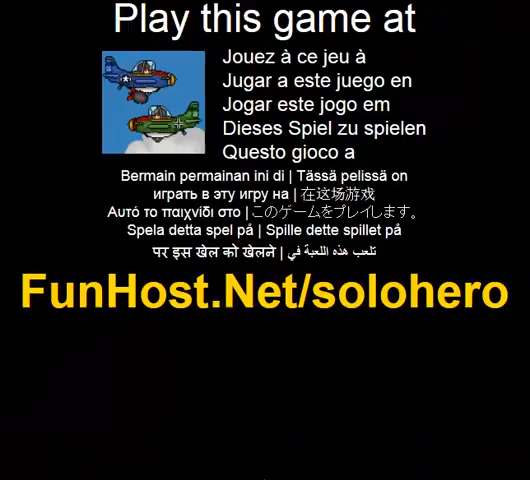 Play this game at
Jouez à ce jeu à
Jugar a este juego en
Jogar este jogo em
Dieses Spiel zu spielen
Questo gioco a
Bermain permainan ini di | Tässä pelissä on
играть в эту игру на | 在这场游戏
Αυτό το παιχνίδι στο | このゲームをプレイします。
Spela detta spel på | Spille dette spillet på
पर इस खेल को खेलने | تلعب هذه اللعبة في
FunHost.Net/solohero